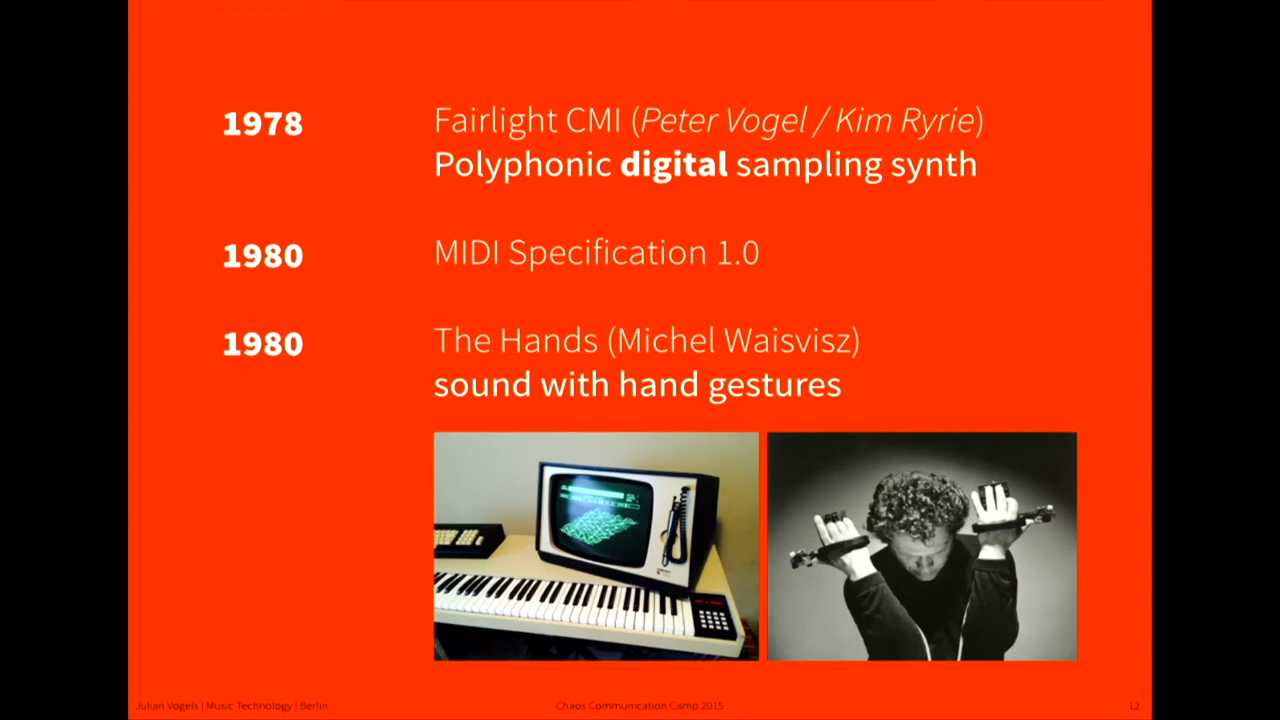 1978
Fairlight CMI (Peter Vogel / Kim Ryrie)
Polyphonic digital sampling synth
1980
MIDI Specification 1.0
1980
The Hands (Michel Waisvisz)
sound with hand gestures
Julian Vogels | Music Technology | Berlin
Chaos Communication Camp 2015
12